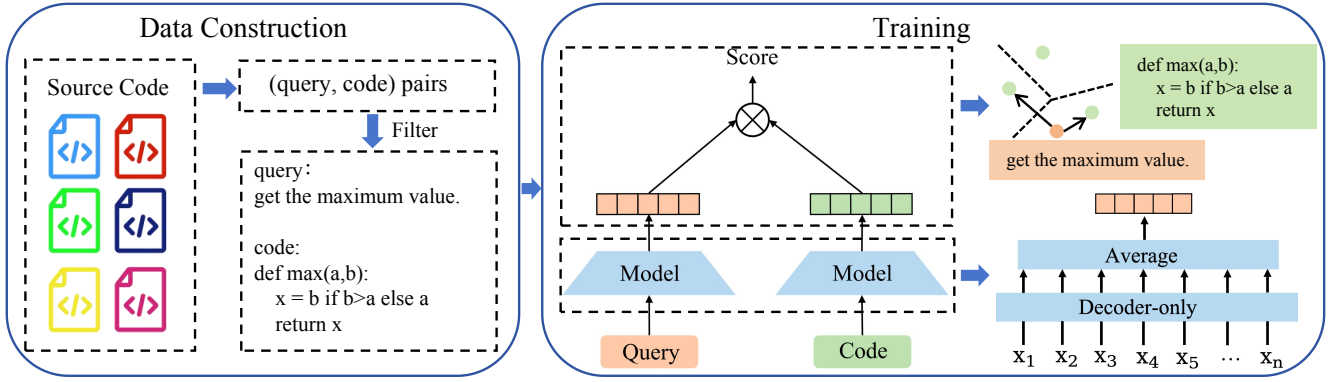 Data Construction
Source Code
</>
</>
</>
</>
</>
</>
(query, code) pairs
Filter
query:
get the maximum value.
code:
def max(a,b):
x = b if b>a else a
return x
Training
Score
Model
Model
Query
Code
def max(a,b):
x = b if b>a else a
return x
get the maximum value.
Average
Decoder-only
x₁ x₂ x₃ x₄ x₅ ... xₙ